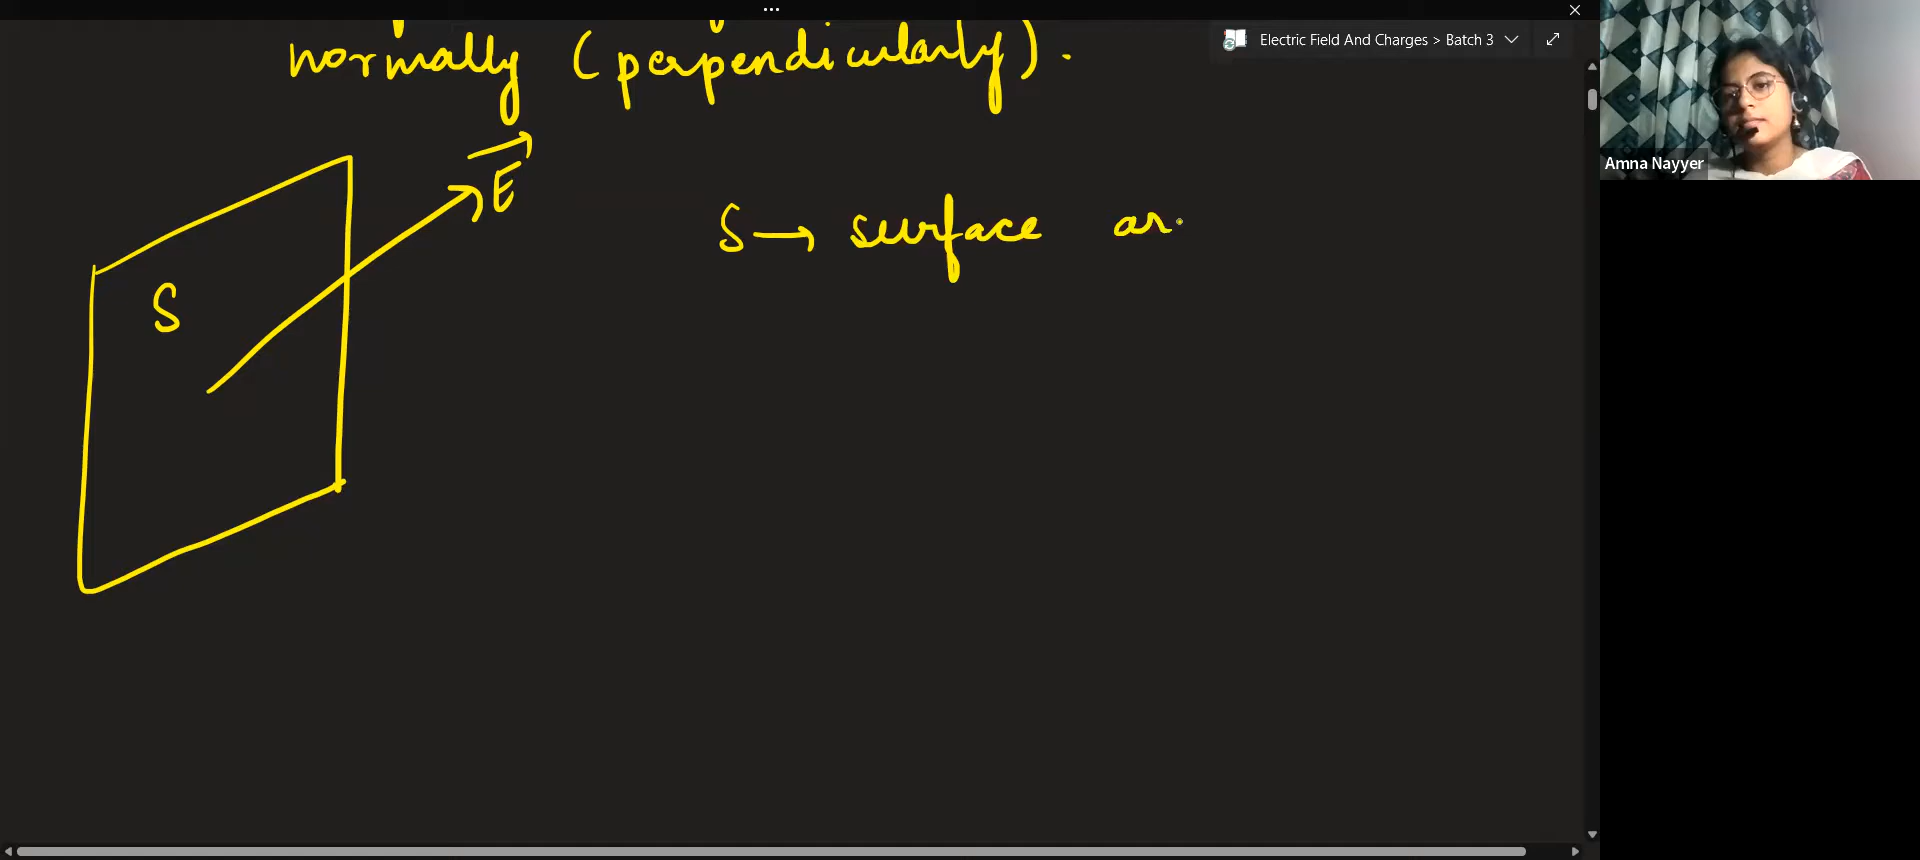 Electric Field And Charges > Batch 3
normally (perpendicularly).
Amna Nayyer
E
S → surface ar
S